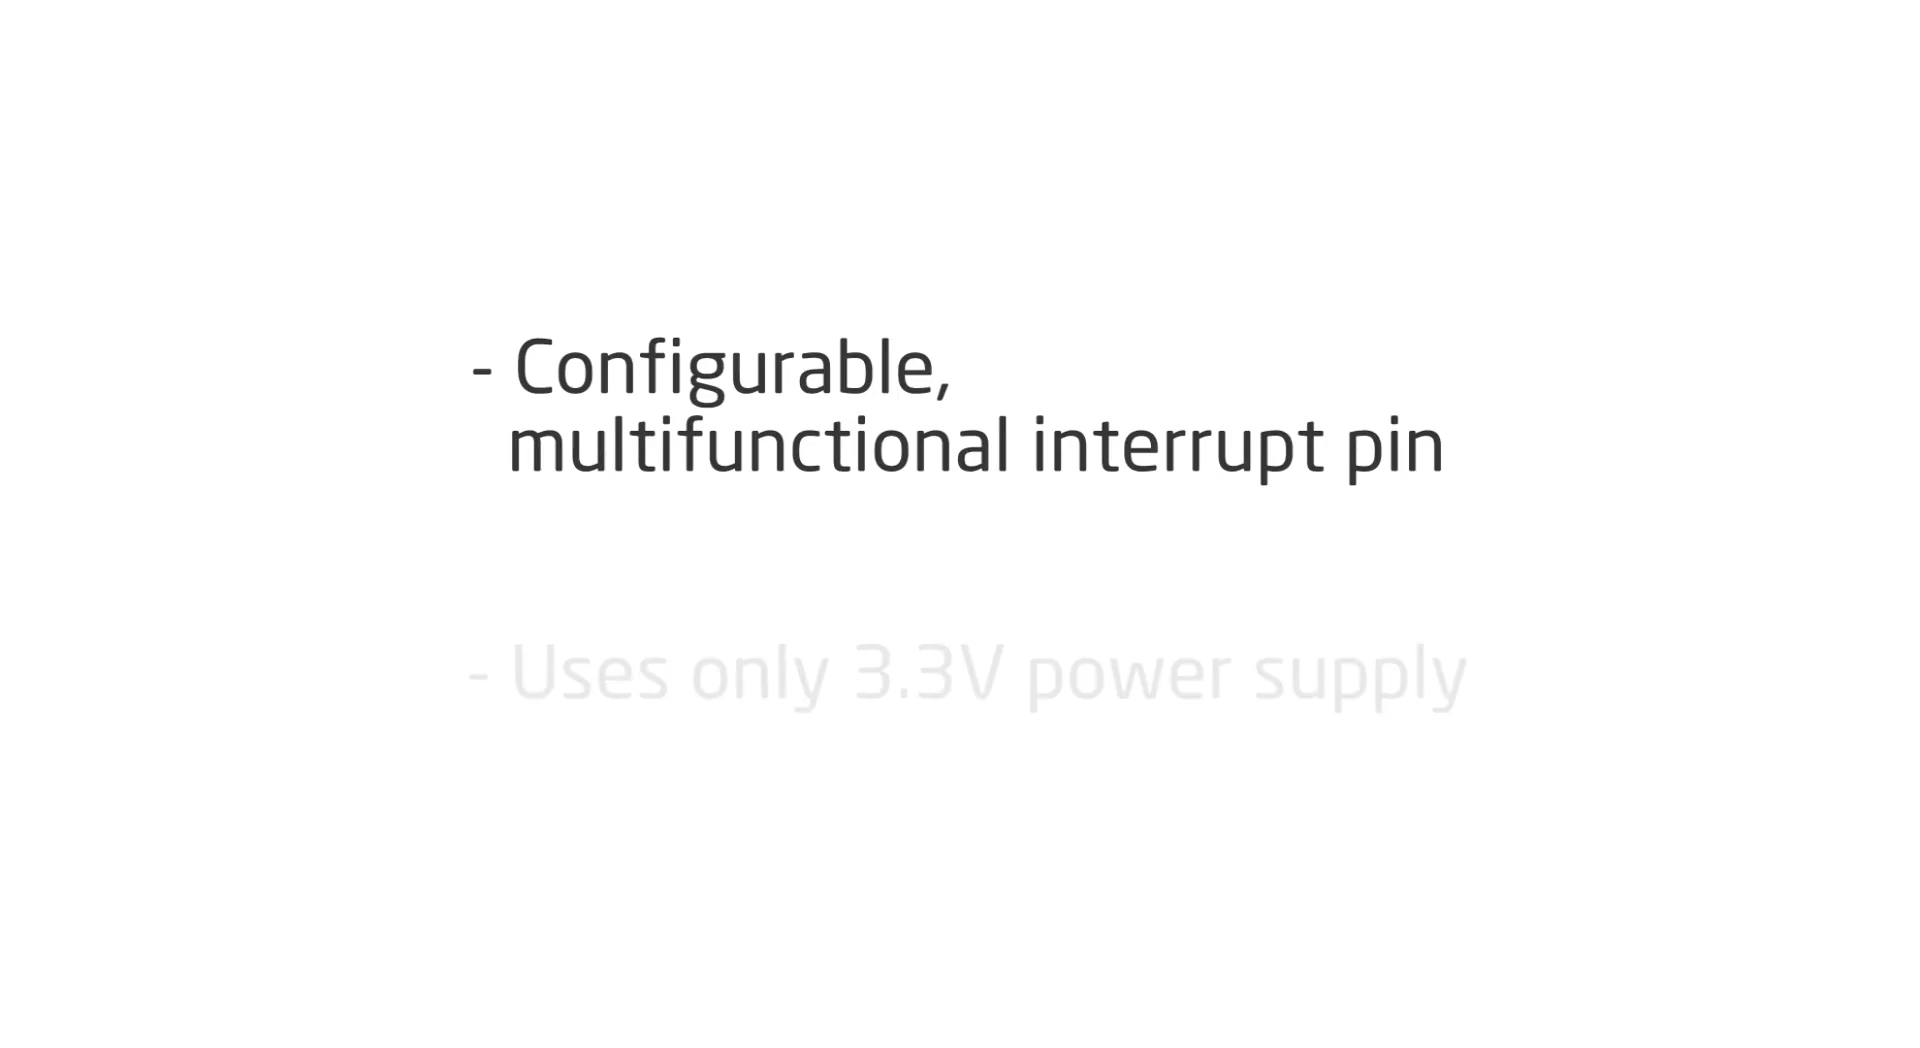 - Configurable,
multifunctional interrupt pin
- Uses only 3.3V power supply